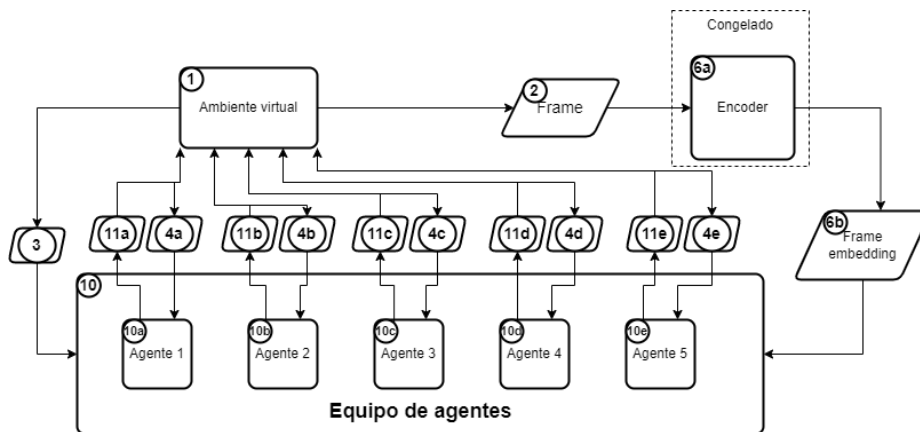 Congelado
1
Ambiente virtual
2
Frame
6a
Encoder
3
11a
4a
11b
4b
11c
4c
11d
4d
11e
4e
6b
Frame
embedding
10
10a
Agente 1
10b
Agente 2
10c
Agente 3
10d
Agente 4
10e
Agente 5
Equipo de agentes